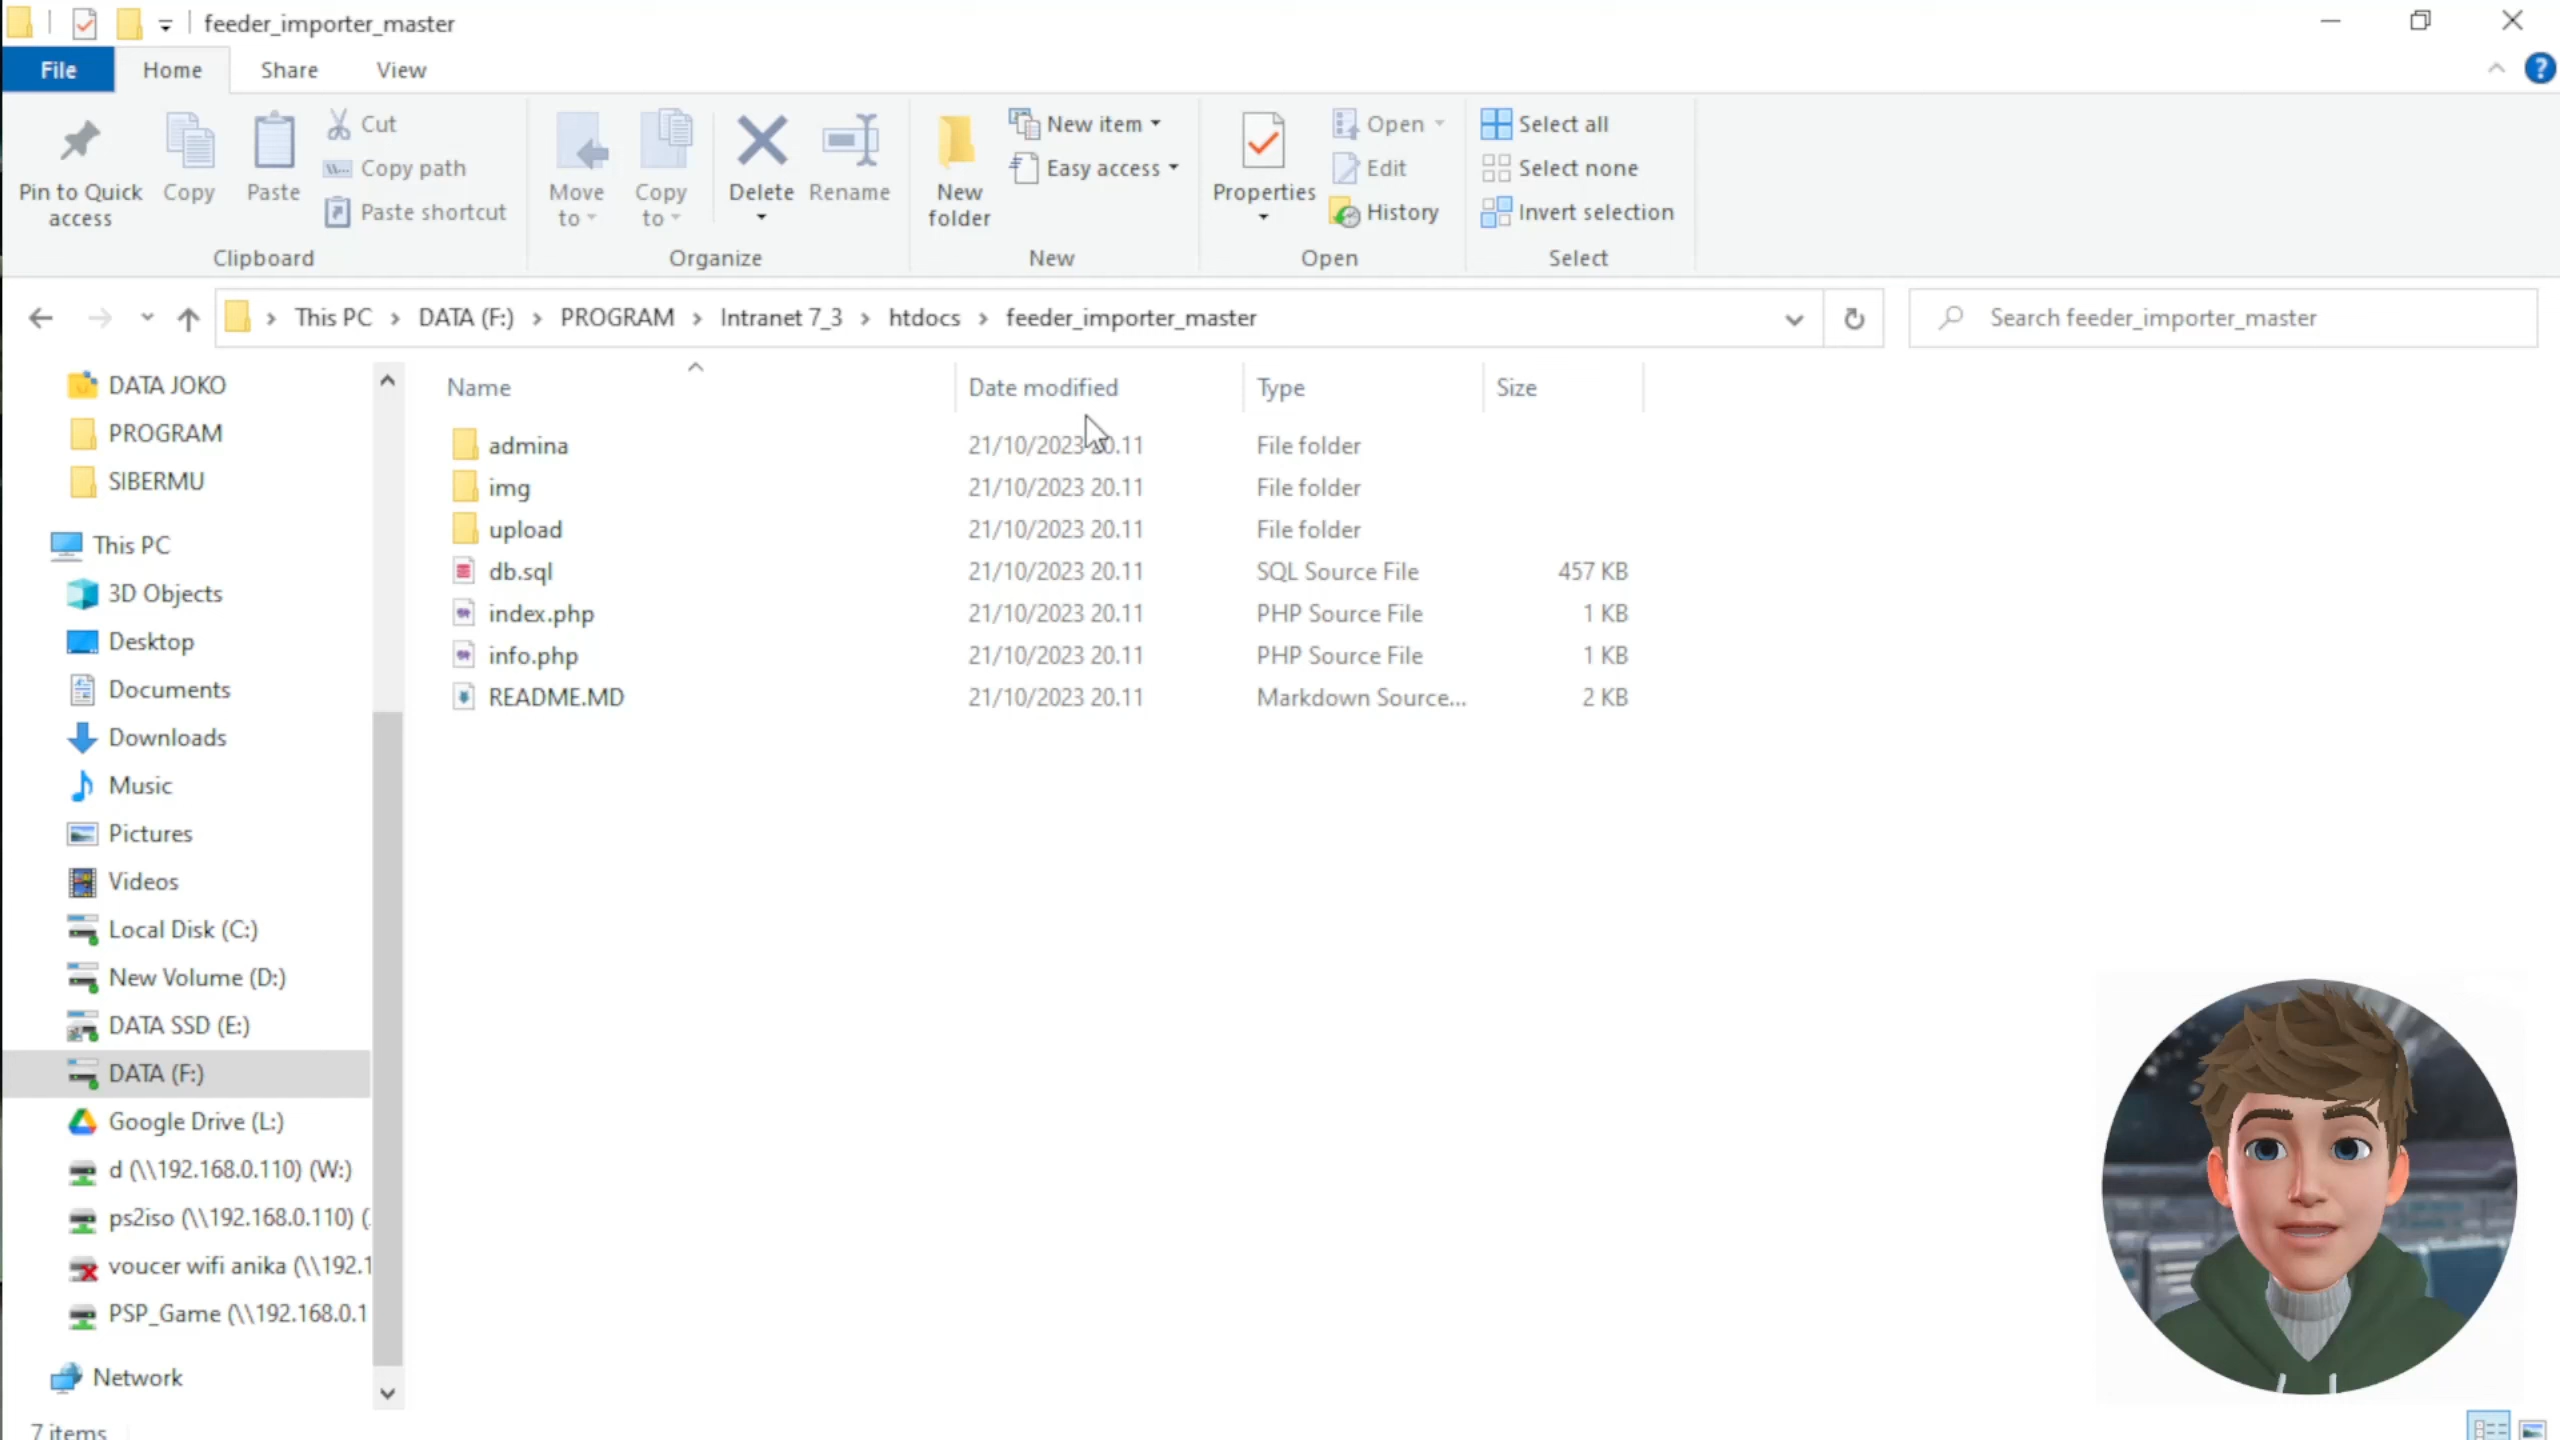 feeder_importer_master
File
Home
Share
View
Pin to Quick access
Copy
Paste
Cut
Copy path
Paste shortcut
Clipboard
Move to
Copy to
Delete
Rename
Organize
New folder
New item
Easy access
New
Properties
Open
Edit
History
Open
Select all
Select none
Invert selection
Select
This PC > DATA (F:) > PROGRAM > Intranet 7_3 > htdocs > feeder_importer_master
Search feeder_importer_master
DATA JOKO
PROGRAM
SIBERMU
This PC
3D Objects
Desktop
Documents
Downloads
Music
Pictures
Videos
Local Disk (C:)
New Volume (D:)
DATA SSD (E:)
DATA (F:)
Google Drive (L:)
d (\\192.168.0.110) (W:)
ps2iso (\\192.168.0.110) (
voucer wifi anika (\\192.1
PSP_Game (\\192.168.0.1
Network
Name Date modified Type Size
admina 21/10/2023 20.11 File folder
img 21/10/2023 20.11 File folder
upload 21/10/2023 20.11 File folder
db.sql 21/10/2023 20.11 SQL Source File 457 KB
index.php 21/10/2023 20.11 PHP Source File 1 KB
info.php 21/10/2023 20.11 PHP Source File 1 KB
README.MD 21/10/2023 20.11 Markdown Source... 2 KB
7 items